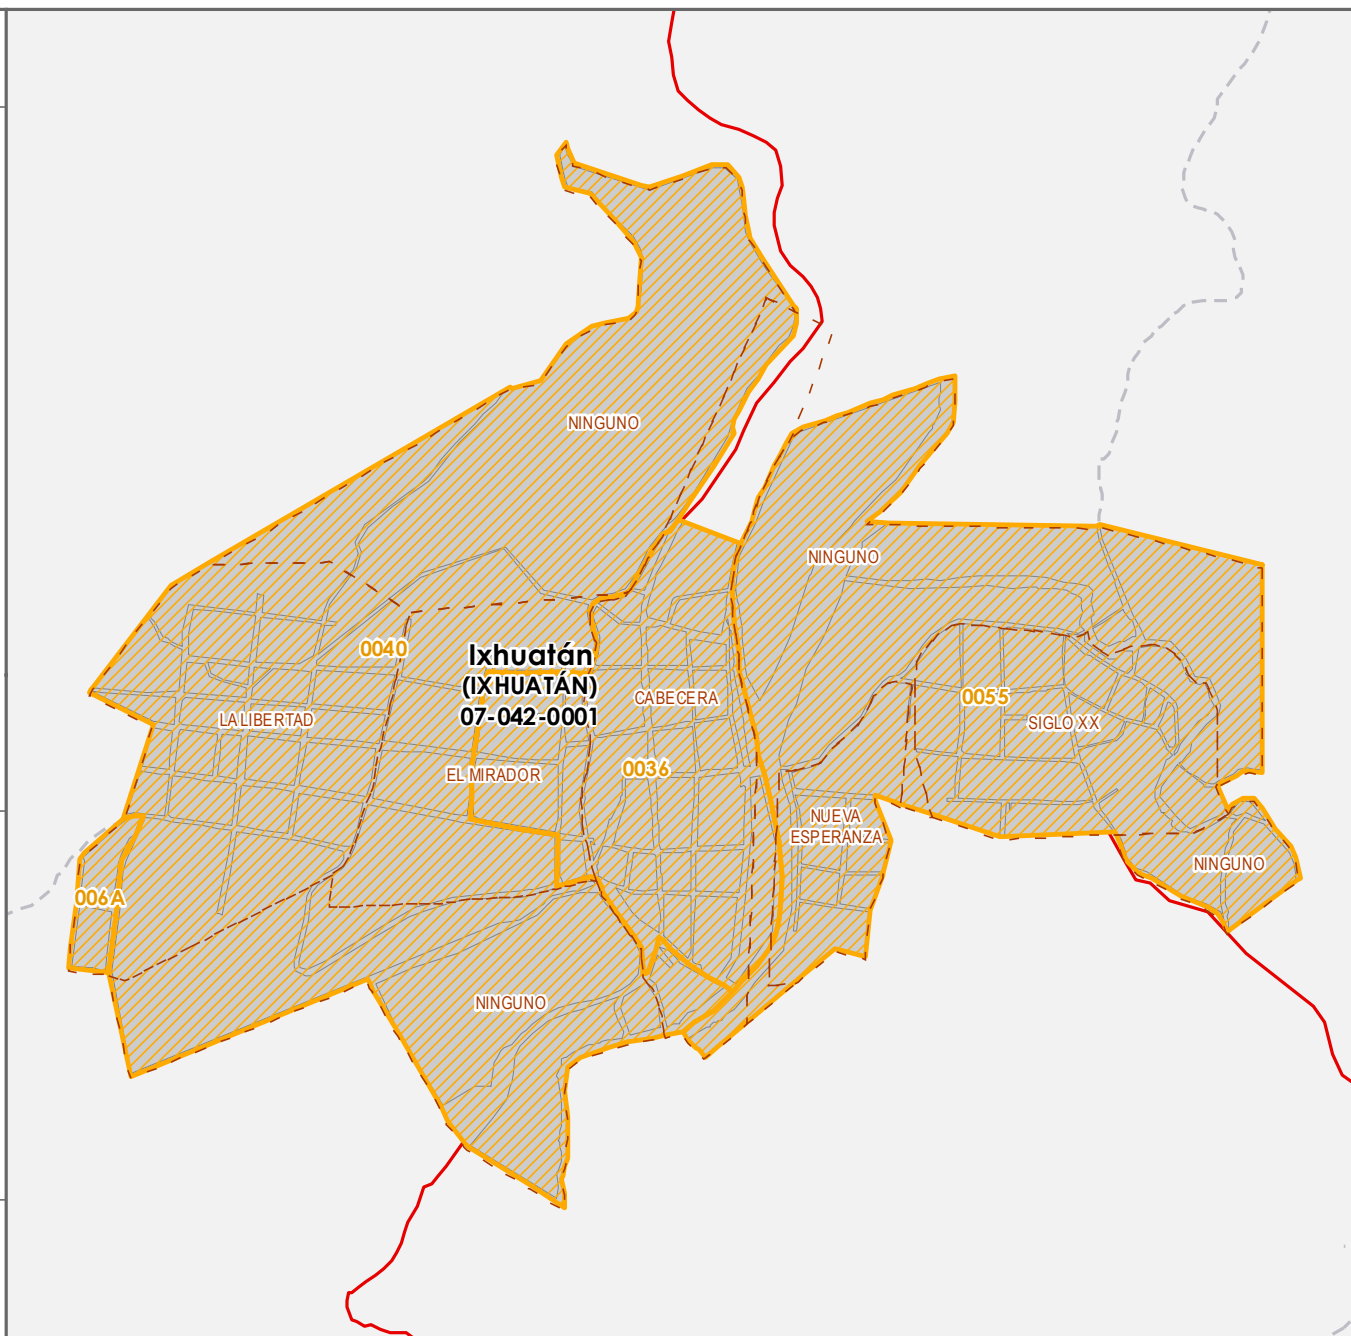 NINGUNO
NINGUNO
0040
Ixhuatán
(IXHUATÁN)
07-042-0001
CABECERA
0055
LA LIBERTAD
SIGLO XX
EL MIRADOR
0036
NUEVA
ESPERANZA
NINGUNO
006A
NINGUNO